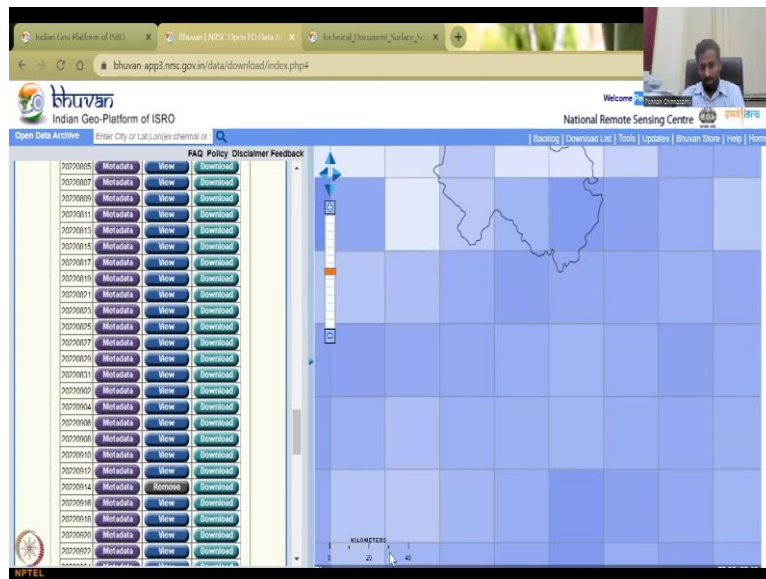 Indian Geo Platform of ISRO X Bhuvan | NRSC Open EO Data Ar X Technical_Document_Surface_So X +
bhuvan-app3.nrsc.gov.in/data/download/index.php#
bhuvan
Indian Geo-Platform of ISRO
Welcome
Ponnan Chinnasamy
National Remote Sensing Centre
Open Data Archive Enter City or Lat,Lon(ex:chennai or | Backlog | Download List | Tools | Updates | Bhuvan Store | Help | Home
FAQ Policy Disclaimer Feedback
20220805 Metadata View Download
20220807 Metadata View Download
20220809 Metadata View Download
20220811 Metadata View Download
20220813 Metadata View Download
20220815 Metadata View Download
20220817 Metadata View Download
20220819 Metadata View Download
20220821 Metadata View Download
20220823 Metadata View Download
20220825 Metadata View Download
20220827 Metadata View Download
20220829 Metadata View Download
20220831 Metadata View Download
20220902 Metadata View Download
20220904 Metadata View Download
20220906 Metadata View Download
20220908 Metadata View Download
20220910 Metadata View Download
20220912 Metadata View Download
20220914 Metadata Remove Download
20220916 Metadata View Download
20220918 Metadata View Download
20220920 Metadata View Download
20220922 Metadata View Download
KILOMETERS
0 20 40
NPTEL